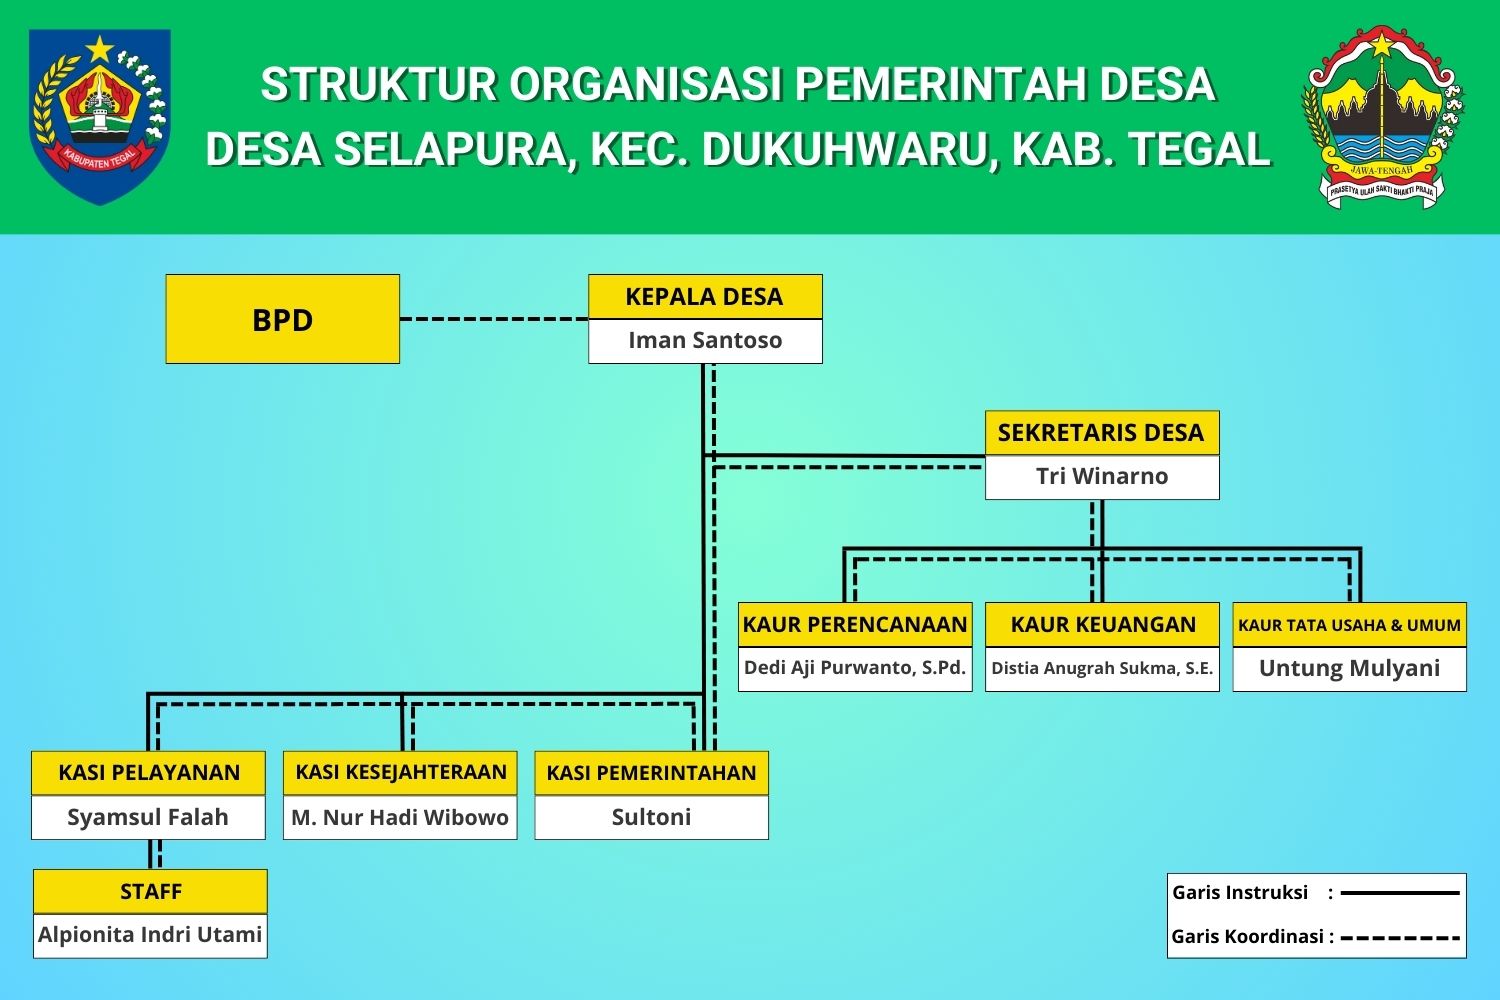 STRUKTUR ORGANISASI PEMERINTAH DESA
DESA SELAPURA, KEC. DUKUHWARU, KAB. TEGAL
KABUPATEN TEGAL
JAWA-TENGAH
PRASETYA ULAH SAKTI BHAKTI PRAJA
BPD
KEPALA DESA
Iman Santoso
SEKRETARIS DESA
Tri Winarno
KAUR PERENCANAAN
Dedi Aji Purwanto, S.Pd.
KAUR KEUANGAN
Distia Anugrah Sukma, S.E.
KAUR TATA USAHA & UMUM
Untung Mulyani
KASI PELAYANAN
Syamsul Falah
KASI KESEJAHTERAAN
M. Nur Hadi Wibowo
KASI PEMERINTAHAN
Sultoni
STAFF
Alpionita Indri Utami
Garis Instruksi :
Garis Koordinasi :